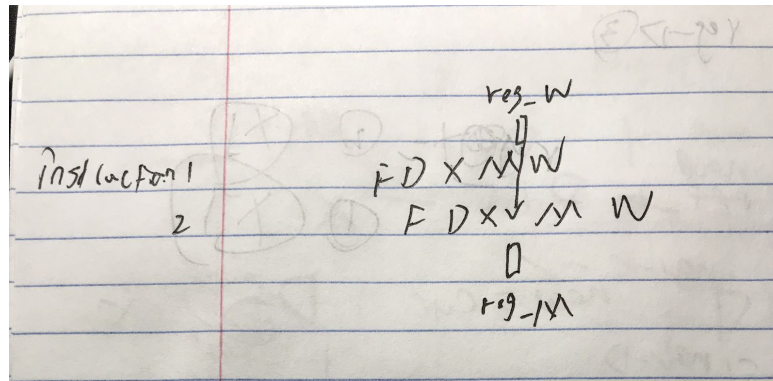 reg_W
instruction 1 F D X M W
2 F D X M W
reg_M